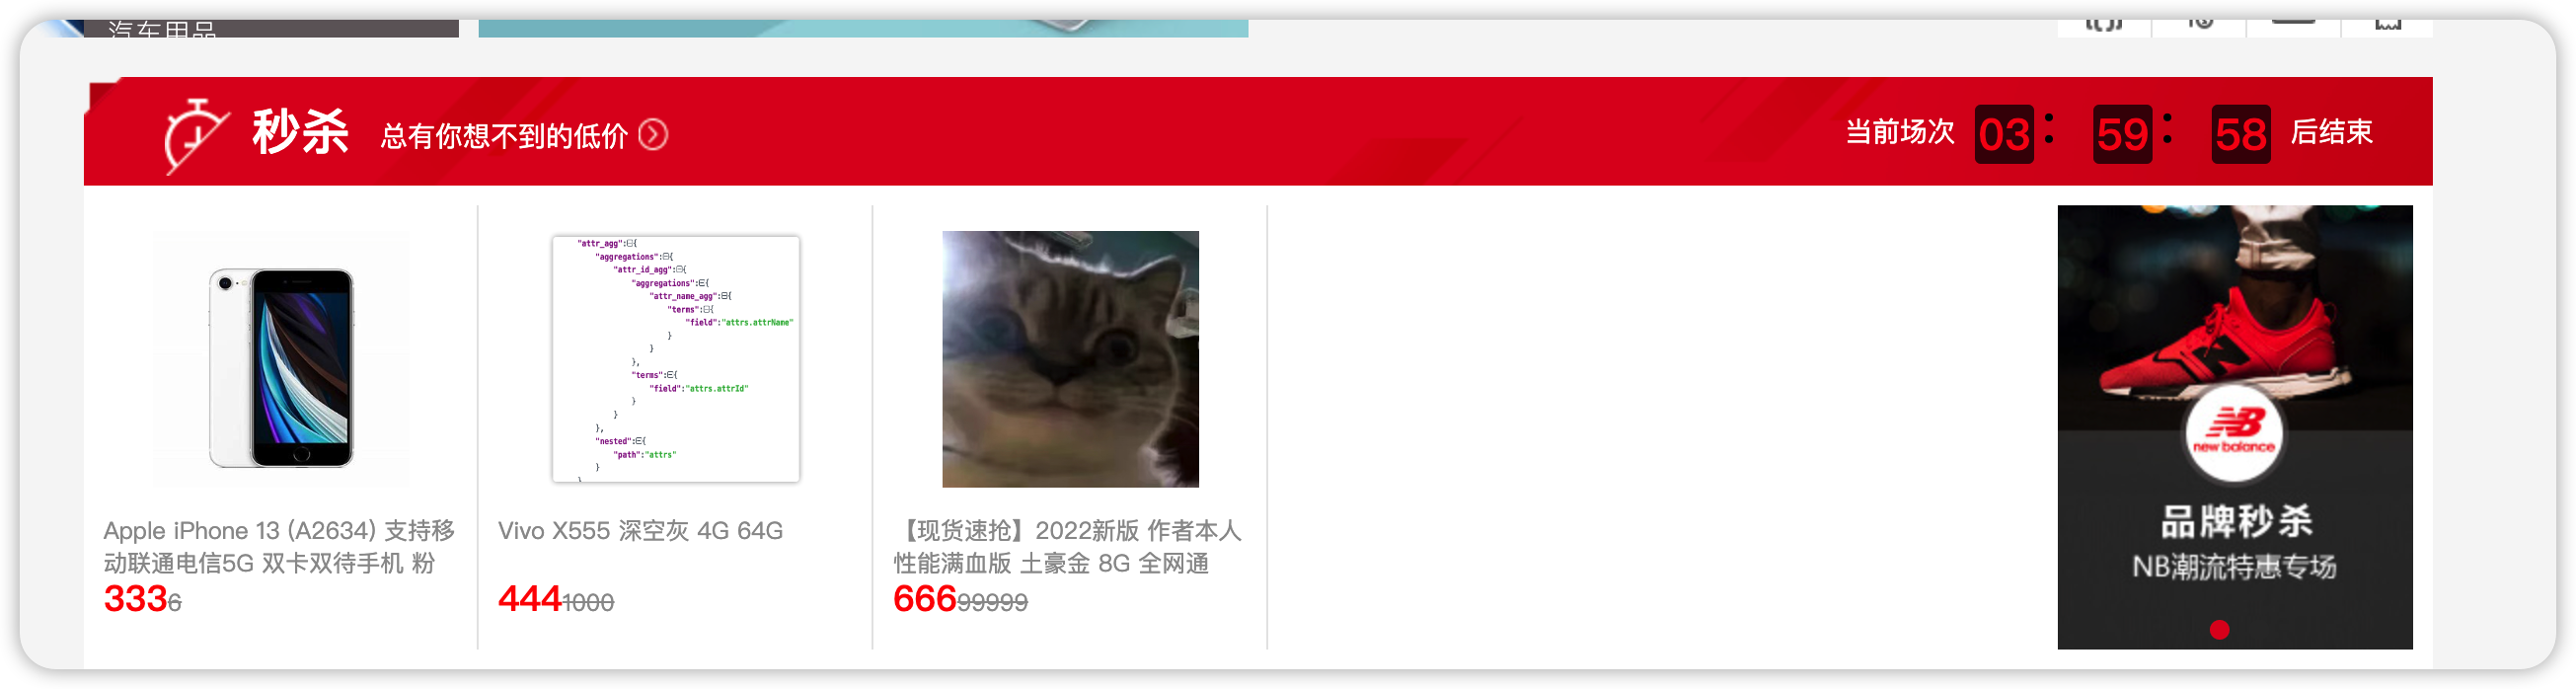 汽车用品
秒杀 总有你想不到的低价
当前场次 03 : 59 : 58 后结束
"attr_agg":{
"aggregations":{
"attr_id_agg":{
"aggregations":{
"attr_name_agg":{
"terms":{
"field":"attrs.attrName"
}
}
},
"terms":{
"field":"attrs.attrId"
}
}
},
"nested":{
"path":"attrs"
}
}
Apple iPhone 13 (A2634) 支持移
动联通电信5G 双卡双待手机 粉
3336
Vivo X555 深空灰 4G 64G
4441000
【现货速抢】2022新版 作者本人
性能满血版 土豪金 8G 全网通
66699999
NB
new balance
品牌秒杀
NB潮流特惠专场